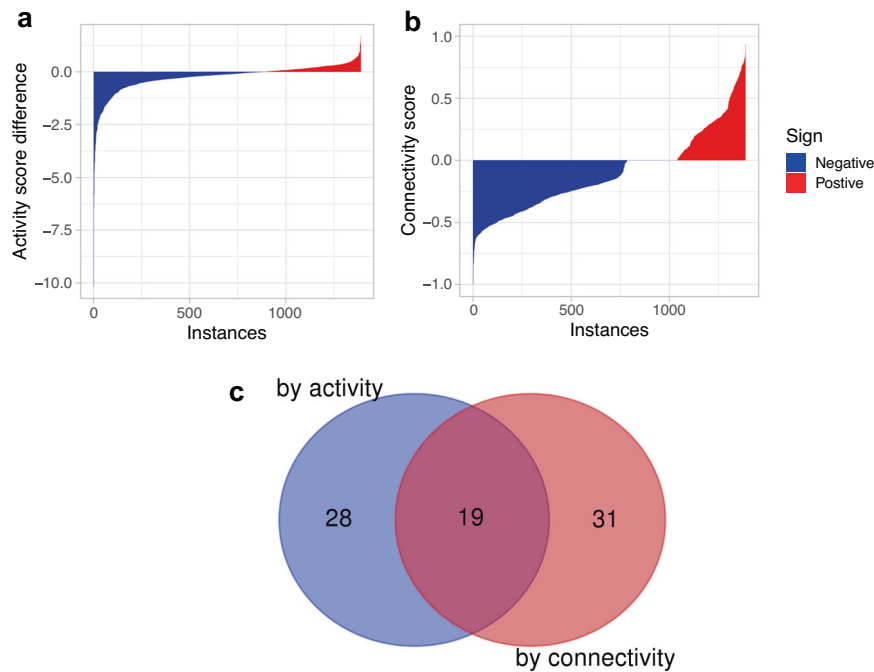 a
0.0
−2.5
−5.0
−7.5
−10.0
Activity score difference
0
500
1000
Instances
b
1.0
0.5
0.0
−0.5
−1.0
Connectivity score
0
500
1000
Instances
Sign
Negative
Postive
c
by activity
28
19
31
by connectivity